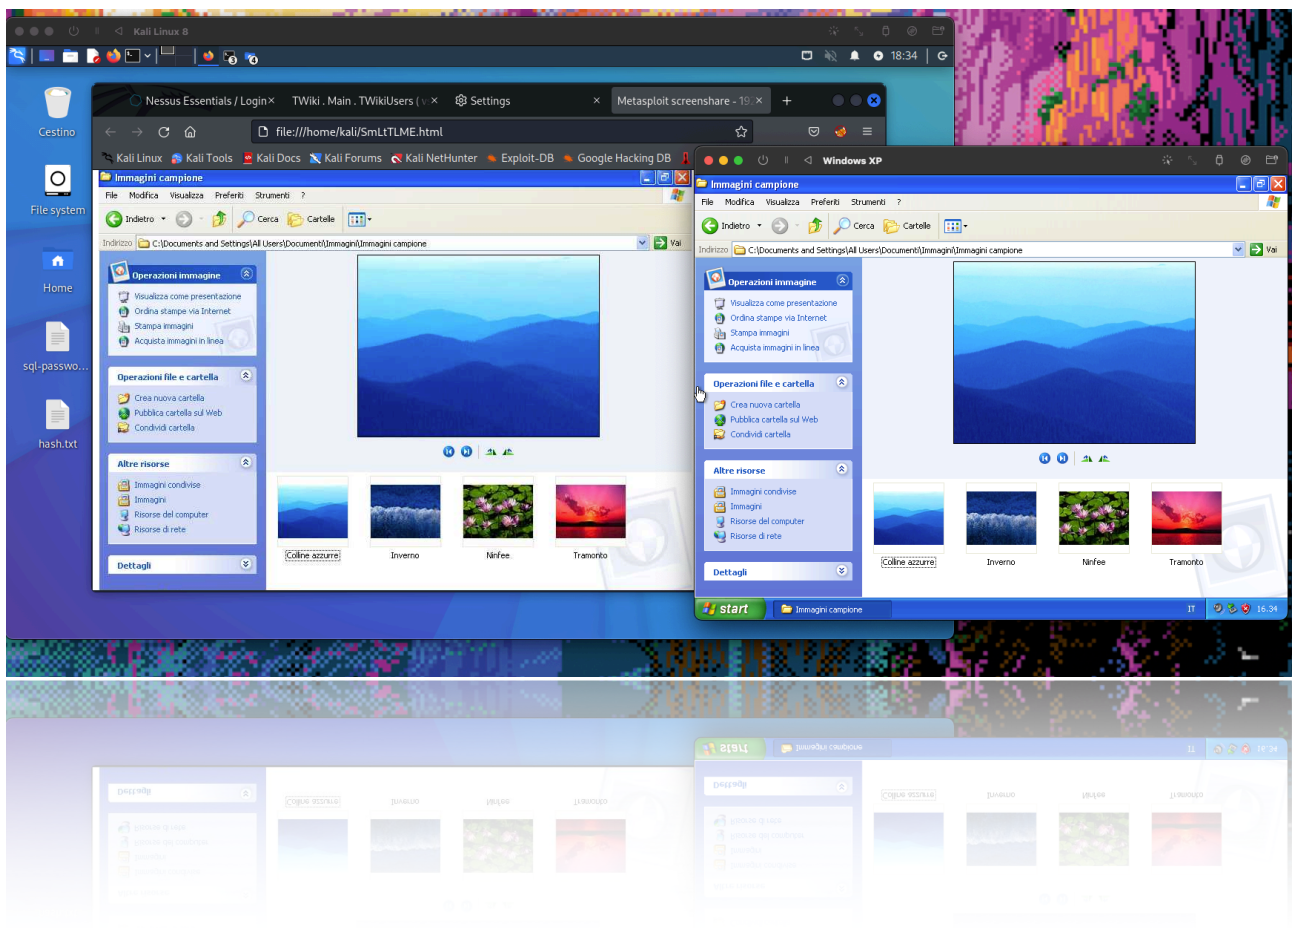 Kali Linux 8
18:34
Nessus Essentials / Login
TWiki . Main . TWikiUsers (
Settings
Metasploit screenshare - 19
file:///home/kali/SmLtTLME.html
Kali Linux
Kali Tools
Kali Docs
Kali Forums
Kali NetHunter
Exploit-DB
Google Hacking DB
Cestino
File system
Home
sql-passwo...
hash.txt
Immagini campione
File Modifica Visualizza Preferiti Strumenti ?
Indietro
Cerca
Cartelle
Indirizzo C:\Documents and Settings\All Users\Documenti\Immagini\Immagini campione
Vai
Operazioni immagine
Visualizza come presentazione
Ordina stampe via Internet
Stampa immagini
Acquista immagini in linea
Operazioni file e cartella
Crea nuova cartella
Pubblica cartella sul Web
Condividi cartella
Altre risorse
Immagini condivise
Immagini
Risorse del computer
Risorse di rete
Dettagli
Colline azzurre
Inverno
Ninfee
Tramonto
Windows XP
Immagini campione
File Modifica Visualizza Preferiti Strumenti ?
Indietro
Cerca
Cartelle
Indirizzo C:\Documents and Settings\All Users\Documenti\Immagini\Immagini campione
Vai
Operazioni immagine
Visualizza come presentazione
Ordina stampe via Internet
Stampa immagini
Acquista immagini in linea
Operazioni file e cartella
Crea nuova cartella
Pubblica cartella sul Web
Condividi cartella
Altre risorse
Immagini condivise
Immagini
Risorse del computer
Risorse di rete
Dettagli
Colline azzurre
Inverno
Ninfee
Tramonto
start
Immagini campione
IT
16.34